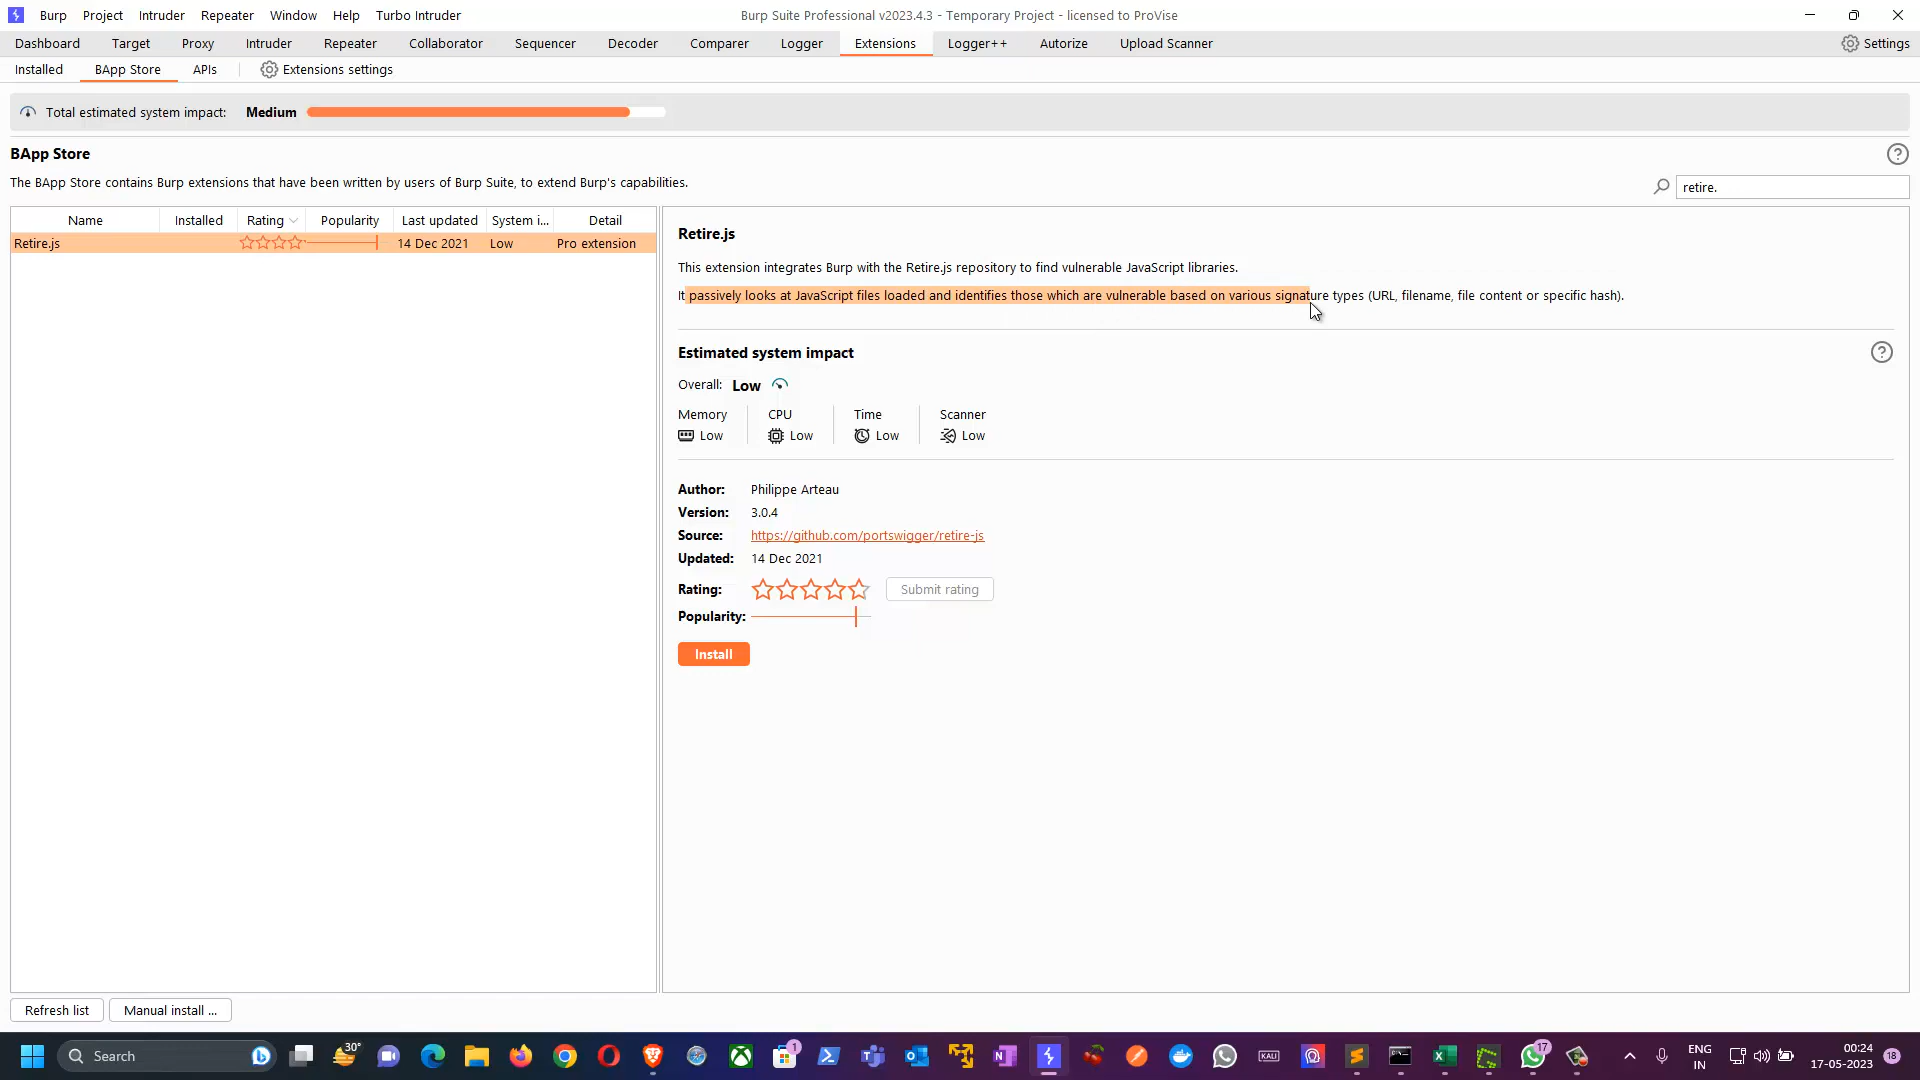 Burp Project Intruder Repeater Window Help Turbo Intruder
Burp Suite Professional v2023.4.3 - Temporary Project - licensed to ProVise
Dashboard Target Proxy Intruder Repeater Collaborator Sequencer Decoder Comparer Logger Extensions Logger++ Autorize Upload Scanner Settings
Installed BApp Store APIs Extensions settings
Total estimated system impact: Medium
BApp Store
The BApp Store contains Burp extensions that have been written by users of Burp Suite, to extend Burp's capabilities.
retire.
Name Installed Rating Popularity Last updated System i... Detail
Retire.js 14 Dec 2021 Low Pro extension
Retire.js
This extension integrates Burp with the Retire.js repository to find vulnerable JavaScript libraries.
It passively looks at JavaScript files loaded and identifies those which are vulnerable based on various signature types (URL, filename, file content or specific hash).
Estimated system impact
Overall: Low
Memory CPU Time Scanner
Low Low Low Low
Author: Philippe Arteau
Version: 3.0.4
Source: https://github.com/portswigger/retire-js
Updated: 14 Dec 2021
Rating: Submit rating
Popularity:
Install
Refresh list Manual install ...
Search 30° 1 KALI 17 ENG IN 00:24 17-05-2023 18